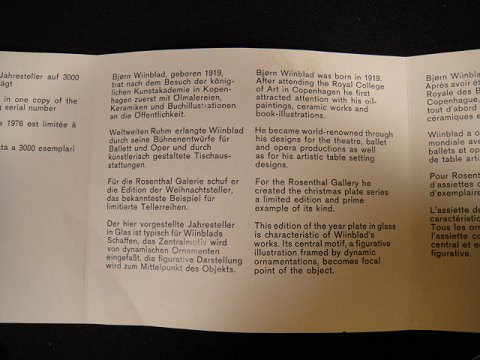 Jahresteller auf 3000
rägt
in one copy of the
g serial number
e 1976 est limitée à
ta a 3000 esemplari
Bjørn Wiinblad, geboren 1919,
trat nach dem Besuch der könig-
lichen Kunstakademie in Kopen-
hagen zuerst mit Ölmalereien,
Keramiken und Buchillustrationen
an die Öffentlichkeit.
Weltweiten Ruhm erlangte Wiinblad
durch seine Bühnenentwürfe für
Ballett und Oper und durch
künstlerisch gestaltete Tischaus-
stattungen.
Für die Rosenthal Galerie schuf er
die Edition der Weihnachtsteller,
das bekannteste Beispiel für
limitierte Tellerreihen.
Der hier vorgestellte Jahresteller
in Glas ist typisch für Wiinblads
Schaffen, das Zentralmotiv wird
von dynamischen Ornamenten
eingefaßt, die figurative Darstellung
wird zum Mittelpunkt des Objekts.
Bjørn Wiinblad was born in 1919.
After attending the Royal College
of Art in Copenhagen he first
attracted attention with his oil-
paintings, ceramic works and
book-illustrations.
He became world-renowned through
his designs for the theatre, ballet
and opera productions as well
as for his artistic table setting
designs.
For the Rosenthal Gallery he
created the christmas plate series
a limited edition and prime
example of its kind.
This edition of the year plate in glass
is characteristic of Wiinblad's
works. Its central motif, a figurative
illustration framed by dynamic
ornamentations, becomes focal
point of the object.
Bjørn Wiinblad
Après avoir ét
Royale des B
Copenhague,
tout d'abord
céramiques e
Wiinblad a o
mondiale ave
ballets et op
de table artis
Pour Rosent
d'assiettes d
d'exemplaire
L'assiette de
caractéristic
Tous les orn
l'assiette co
central et e
figurative.